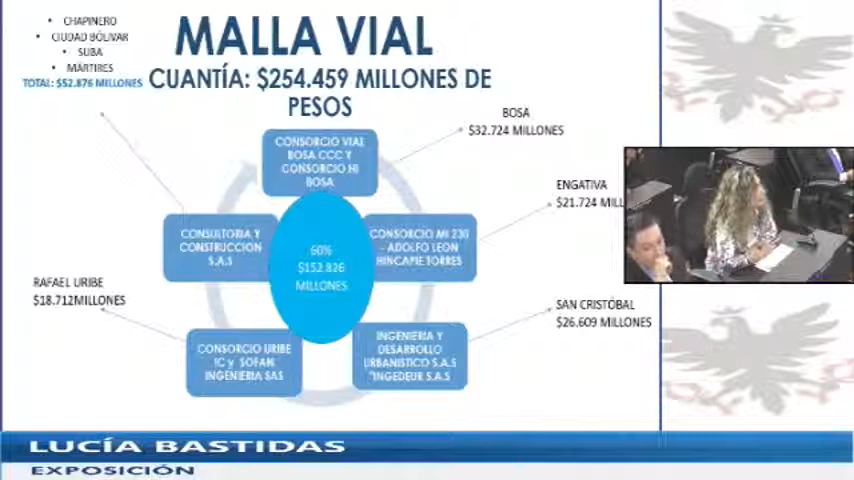 • CHAPINERO
• CIUDAD BÓLIVAR
• SUBA
• MÁRTIRES
TOTAL: $52.876 MILLONES
MALLA VIAL
CUANTÍA: $254.459 MILLONES DE
PESOS
BOSA
$32.724 MILLONES
CONSORCIO VIAL
BOSA CCC Y
CONSORCIO HI
BOSA
ENGATIVA
$21.724 MILL
CONSULTORIA Y
CONSTRUCCION
S.A.S
CONSORCIO MI 230
- ADOLFO LEON
HINCAPIE TORRES
60%
$152.826
MILLONES
RAFAEL URIBE
$18.712MILLONES
SAN CRISTÓBAL
$26.609 MILLONES
CONSORCIO URIBE
IC y SOFAN
INGENIERIA SAS
INGENIERIA Y
DESARROLLO
URBANISTICO S.A.S
"INGEDEUR S.A.S
LUCÍA BASTIDAS
EXPOSICIÓN